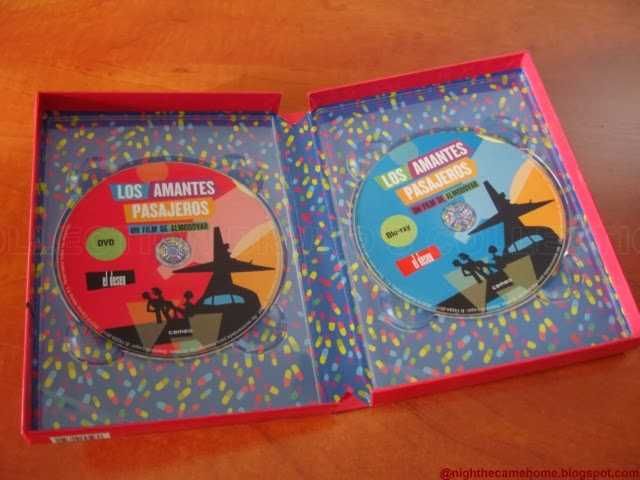 LOS AMANTES
PASAJEROS
UN FILM DE ALMODÓVAR
DVD
el deseo
cameo
LOS AMANTES
PASAJEROS
UN FILM DE ALMODÓVAR
Blu-ray
el deseo
cameo
@nighthecamehome.blogspot.com